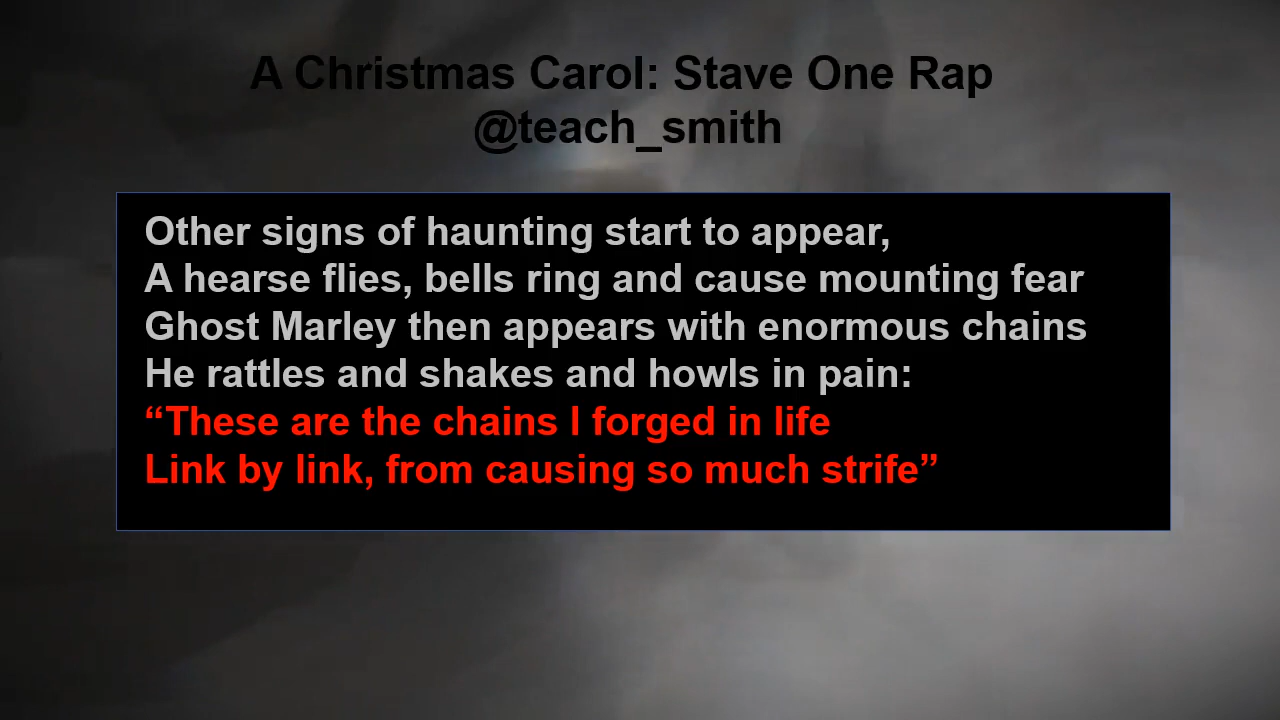 A Christmas Carol: Stave One Rap
@teach_smith
Other signs of haunting start to appear,
A hearse flies, bells ring and cause mounting fear
Ghost Marley then appears with enormous chains
He rattles and shakes and howls in pain:
“These are the chains I forged in life
Link by link, from causing so much strife”